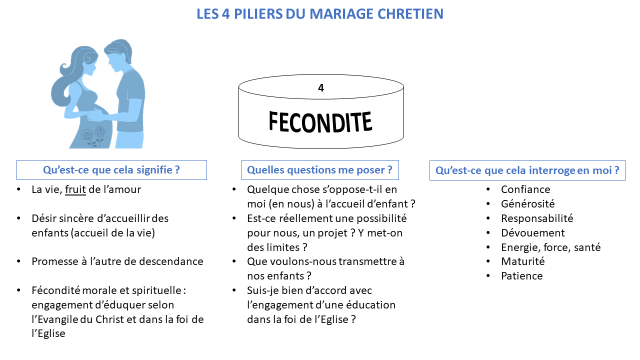 LES 4 PILIERS DU MARIAGE CHRETIEN
4
FECONDITE
Qu'est-ce que cela signifie ?
• La vie, fruit de l'amour
• Désir sincère d'accueillir des
enfants (accueil de la vie)
• Promesse à l'autre de descendance
• Fécondité morale et spirituelle :
engagement d'éduquer selon
l'Evangile du Christ et dans la foi de
l'Eglise
Quelles questions me poser ?
• Quelque chose s'oppose-t-il en
moi (en nous) à l'accueil d'enfant ?
• Est-ce réellement une possibilité
pour nous, un projet ? Y met-on
des limites ?
• Que voulons-nous transmettre à
nos enfants ?
• Suis-je bien d'accord avec
l'engagement d'une éducation
dans la foi de l'Eglise ?
Qu'est-ce que cela interroge en moi ?
• Confiance
• Générosité
• Responsabilité
• Dévouement
• Energie, force, santé
• Maturité
• Patience